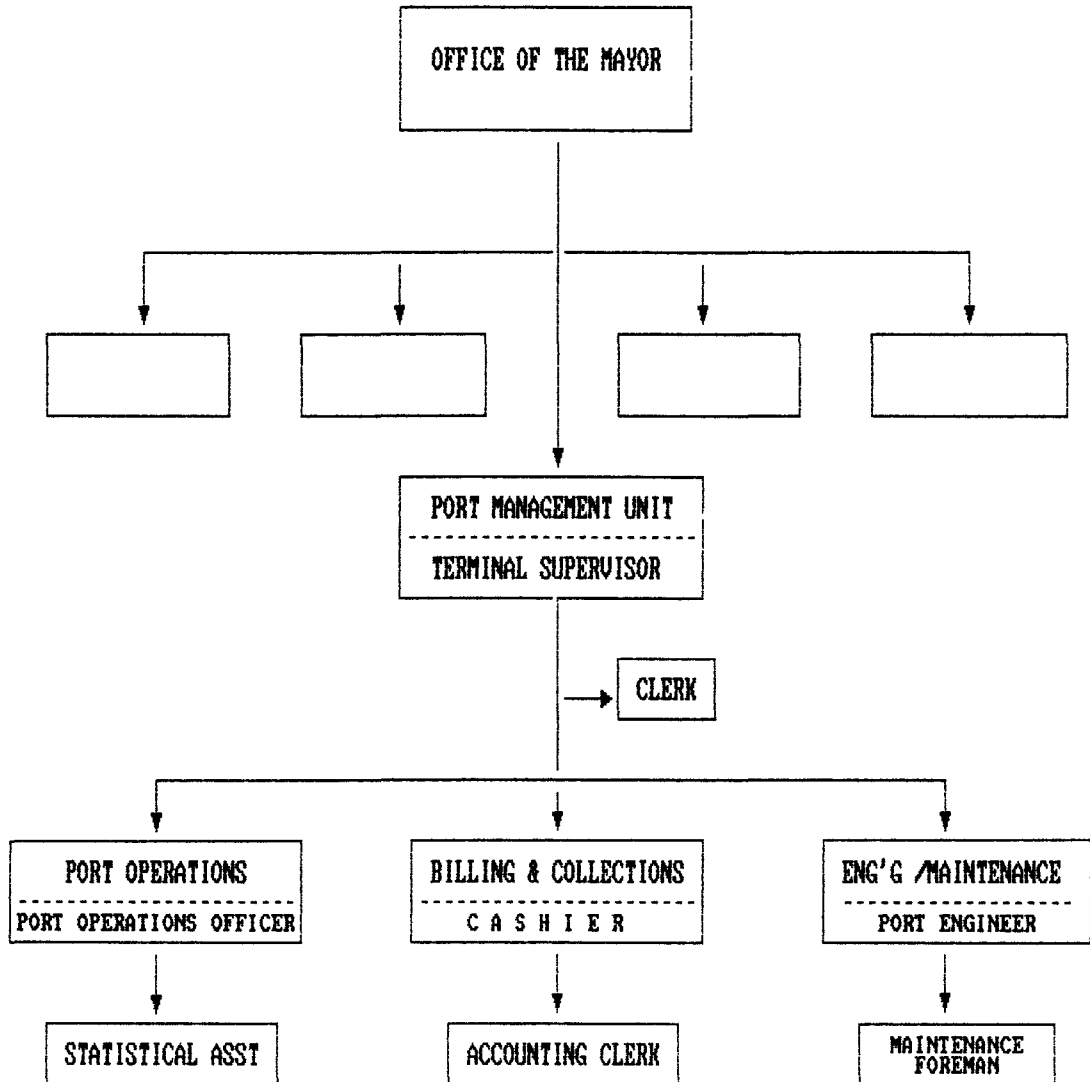 OFFICE OF THE MAYOR
PORT MANAGEMENT UNIT
TERMINAL SUPERVISOR
CLERK
PORT OPERATIONS
PORT OPERATIONS OFFICER
BILLING & COLLECTIONS
C A S H I E R
ENG'G /MAINTENANCE
PORT ENGINEER
STATISTICAL ASST
ACCOUNTING CLERK
MAINTENANCE
FOREMAN